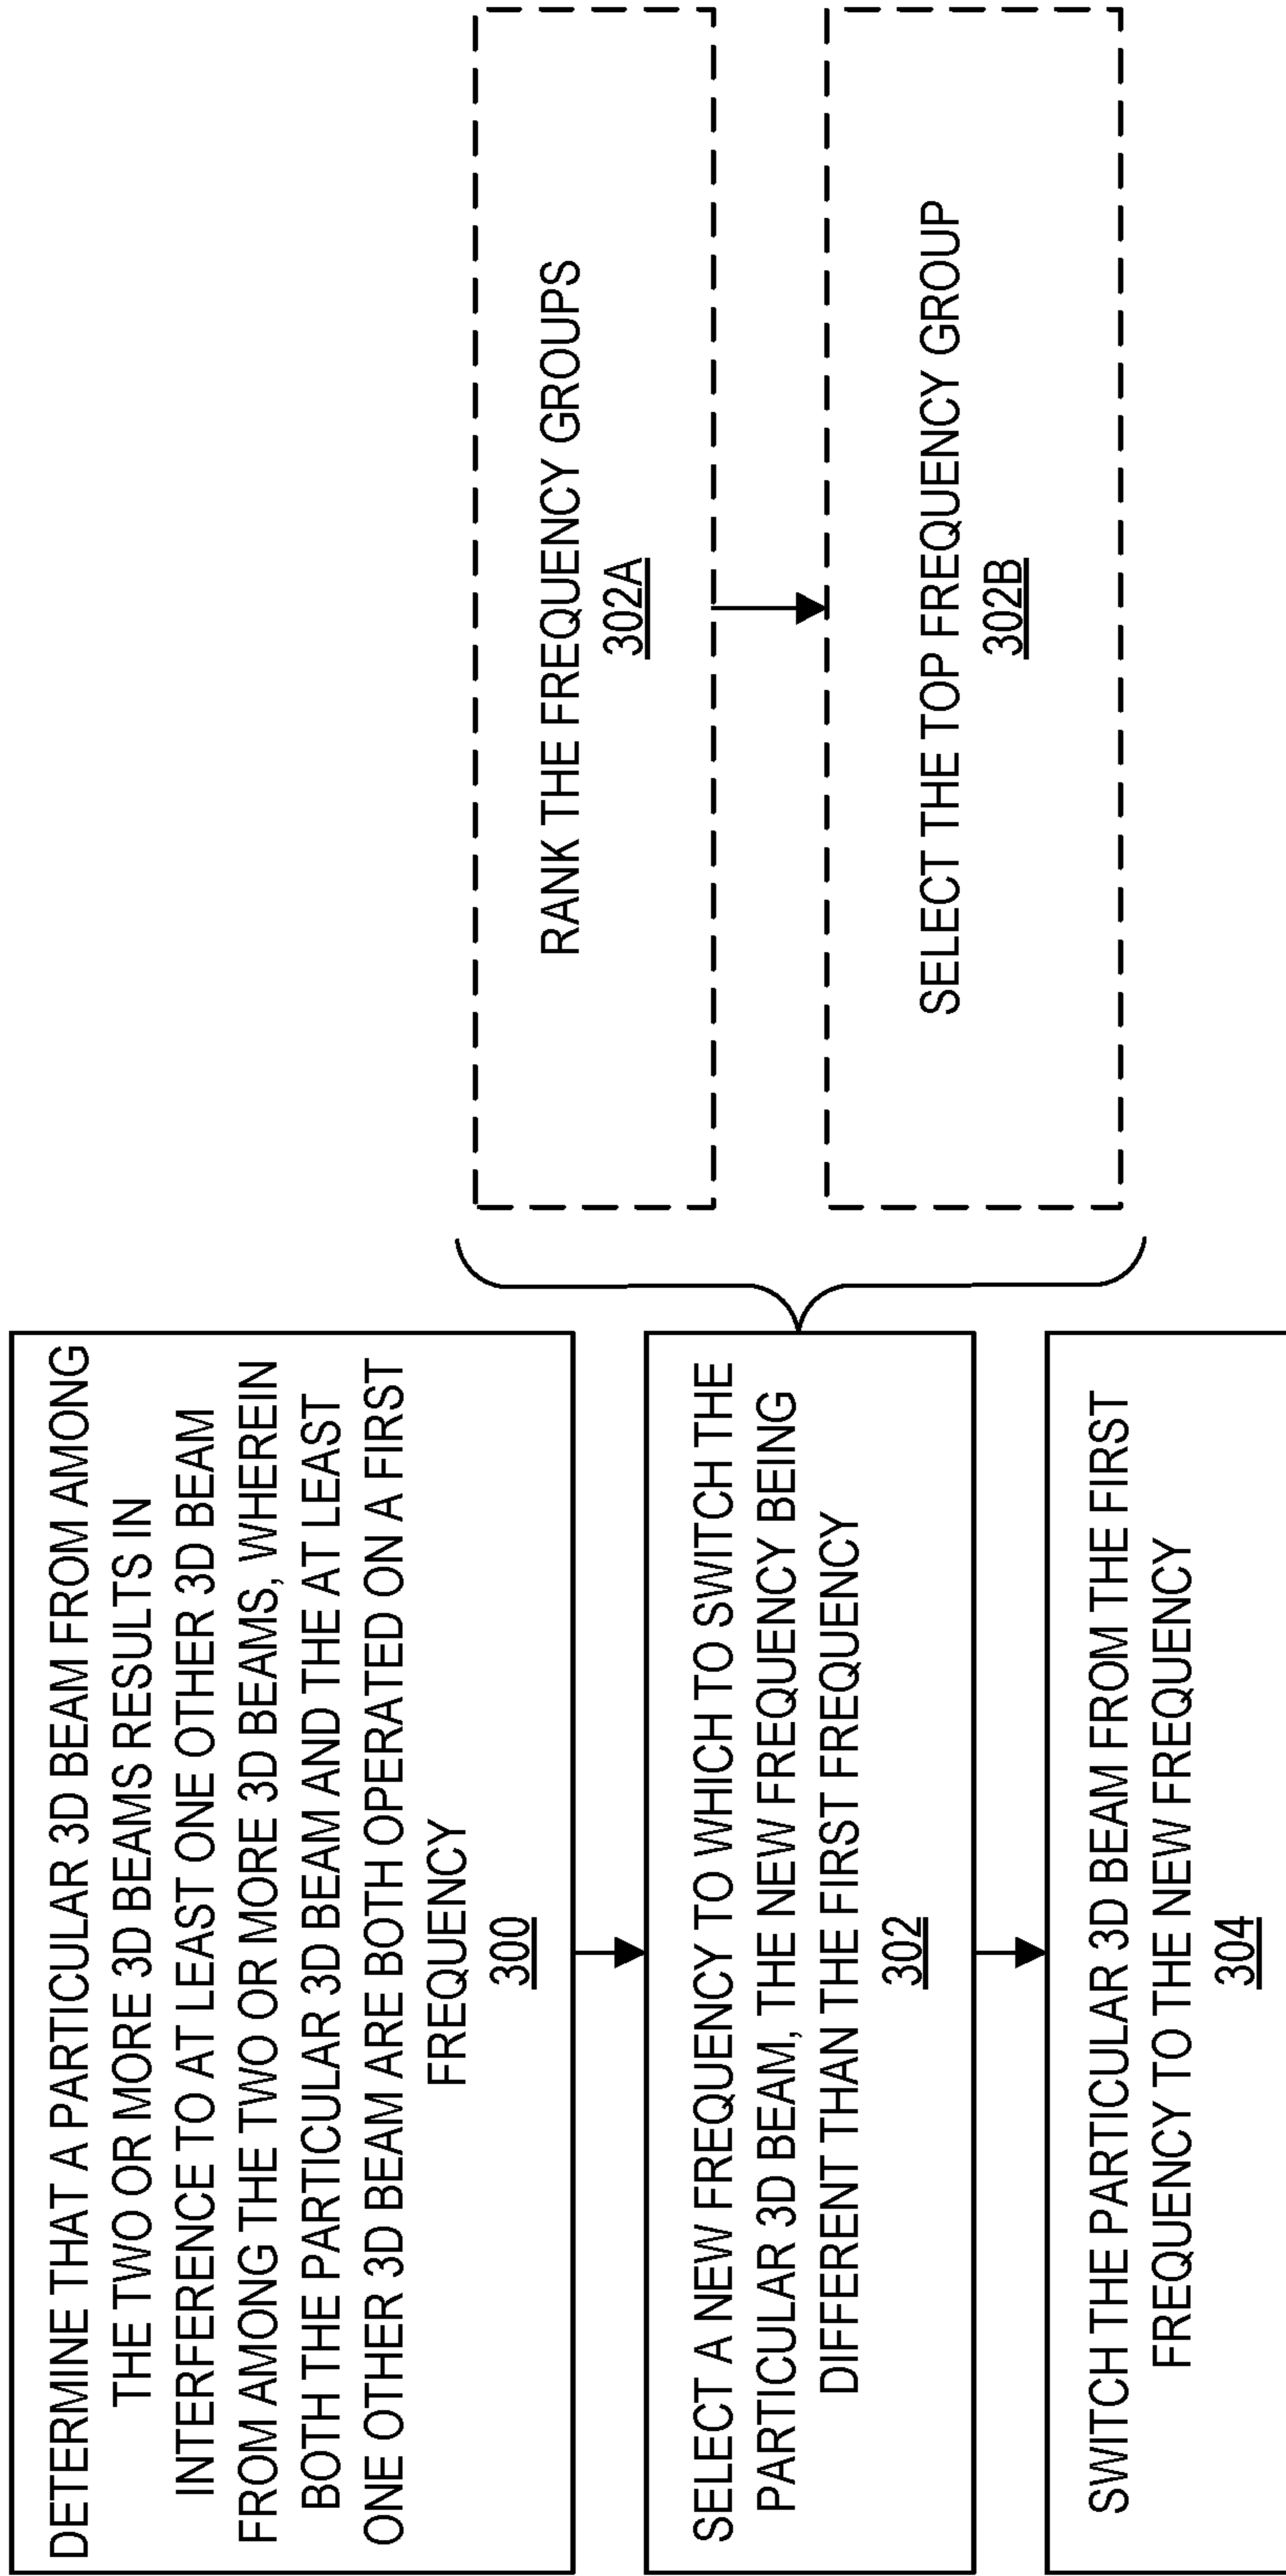 DETERMINE THAT A PARTICULAR 3D BEAM FROM AMONG
THE TWO OR MORE 3D BEAMS RESULTS IN
INTERFERENCE TO AT LEAST ONE OTHER 3D BEAM
FROM AMONG THE TWO OR MORE 3D BEAMS, WHEREIN
BOTH THE PARTICULAR 3D BEAM AND THE AT LEAST
ONE OTHER 3D BEAM ARE BOTH OPERATED ON A FIRST
FREQUENCY
300
SELECT A NEW FREQUENCY TO WHICH TO SWITCH THE
PARTICULAR 3D BEAM, THE NEW FREQUENCY BEING
DIFFERENT THAN THE FIRST FREQUENCY
302
RANK THE FREQUENCY GROUPS
302A
SELECT THE TOP FREQUENCY GROUP
302B
SWITCH THE PARTICULAR 3D BEAM FROM THE FIRST
FREQUENCY TO THE NEW FREQUENCY
304